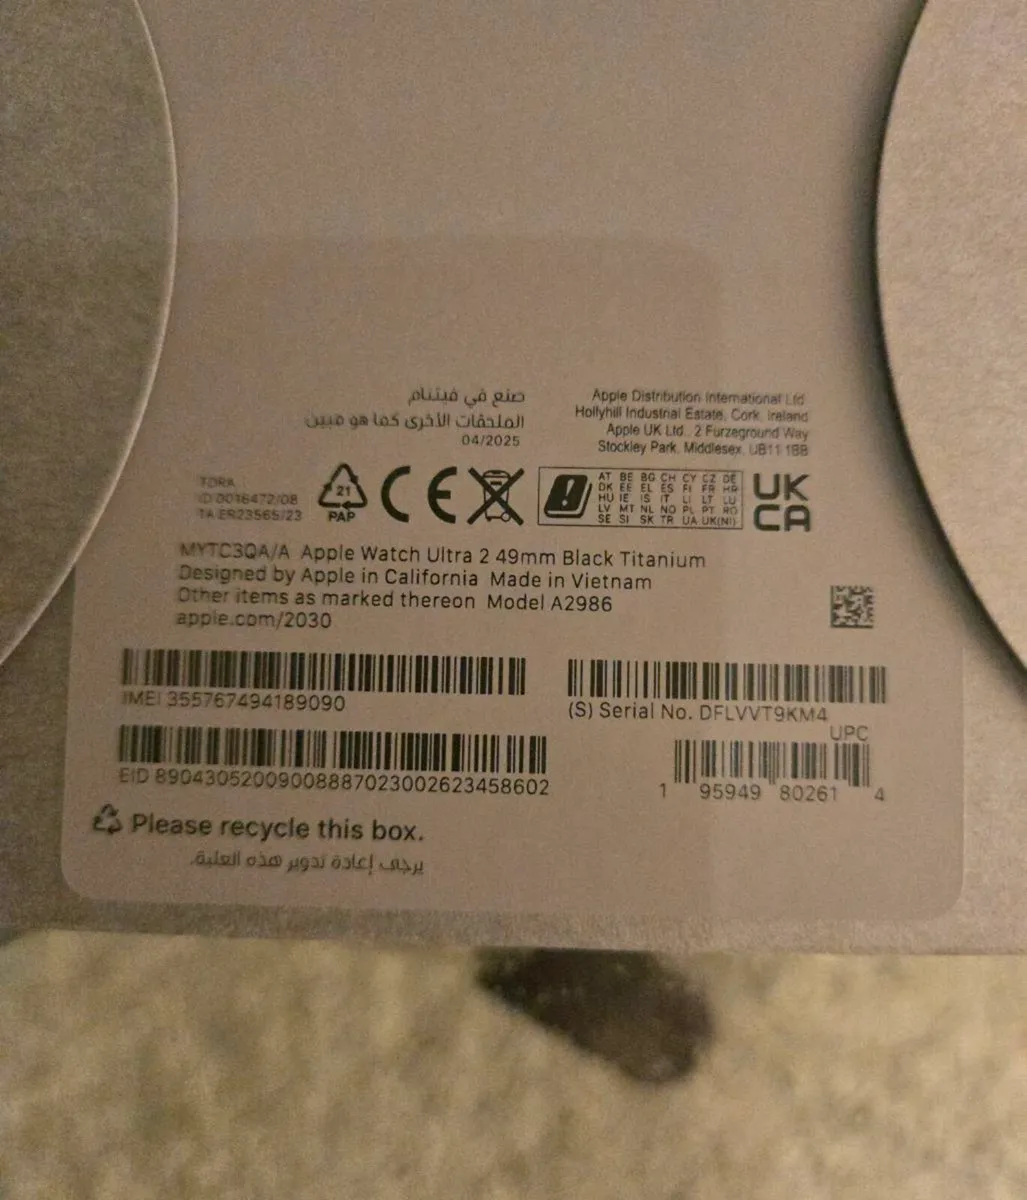 صنع في فيتنام
الملحقات الأخرى كما هو مبين
04/2025
Apple Distribution International Ltd.
Hollyhill Industrial Estate, Cork, Ireland
Apple UK Ltd., 2 Furzeground Way
Stockley Park, Middlesex, UB11 1BB
TDRA
ID 0016472/08
TA ER23565/23
21
PAP
CE
AT BE BG CH CY CZ DE
DK EE EL ES FI FR HR
HU IE IS IT LI LT LU
LV MT NL NO PL PT RO
SE SI SK TR UA UK(NI)
UK
CA
MYTC3QA/A Apple Watch Ultra 2 49mm Black Titanium
Designed by Apple in California Made in Vietnam
Other items as marked thereon Model A2986
apple.com/2030
IMEI 355767494189090
(S) Serial No. DFLVVT9KM4
EID 89043052009008887023002623458602
UPC
1 95949 80261 4
Please recycle this box.
يرجى إعادة تدوير هذه العلبة.